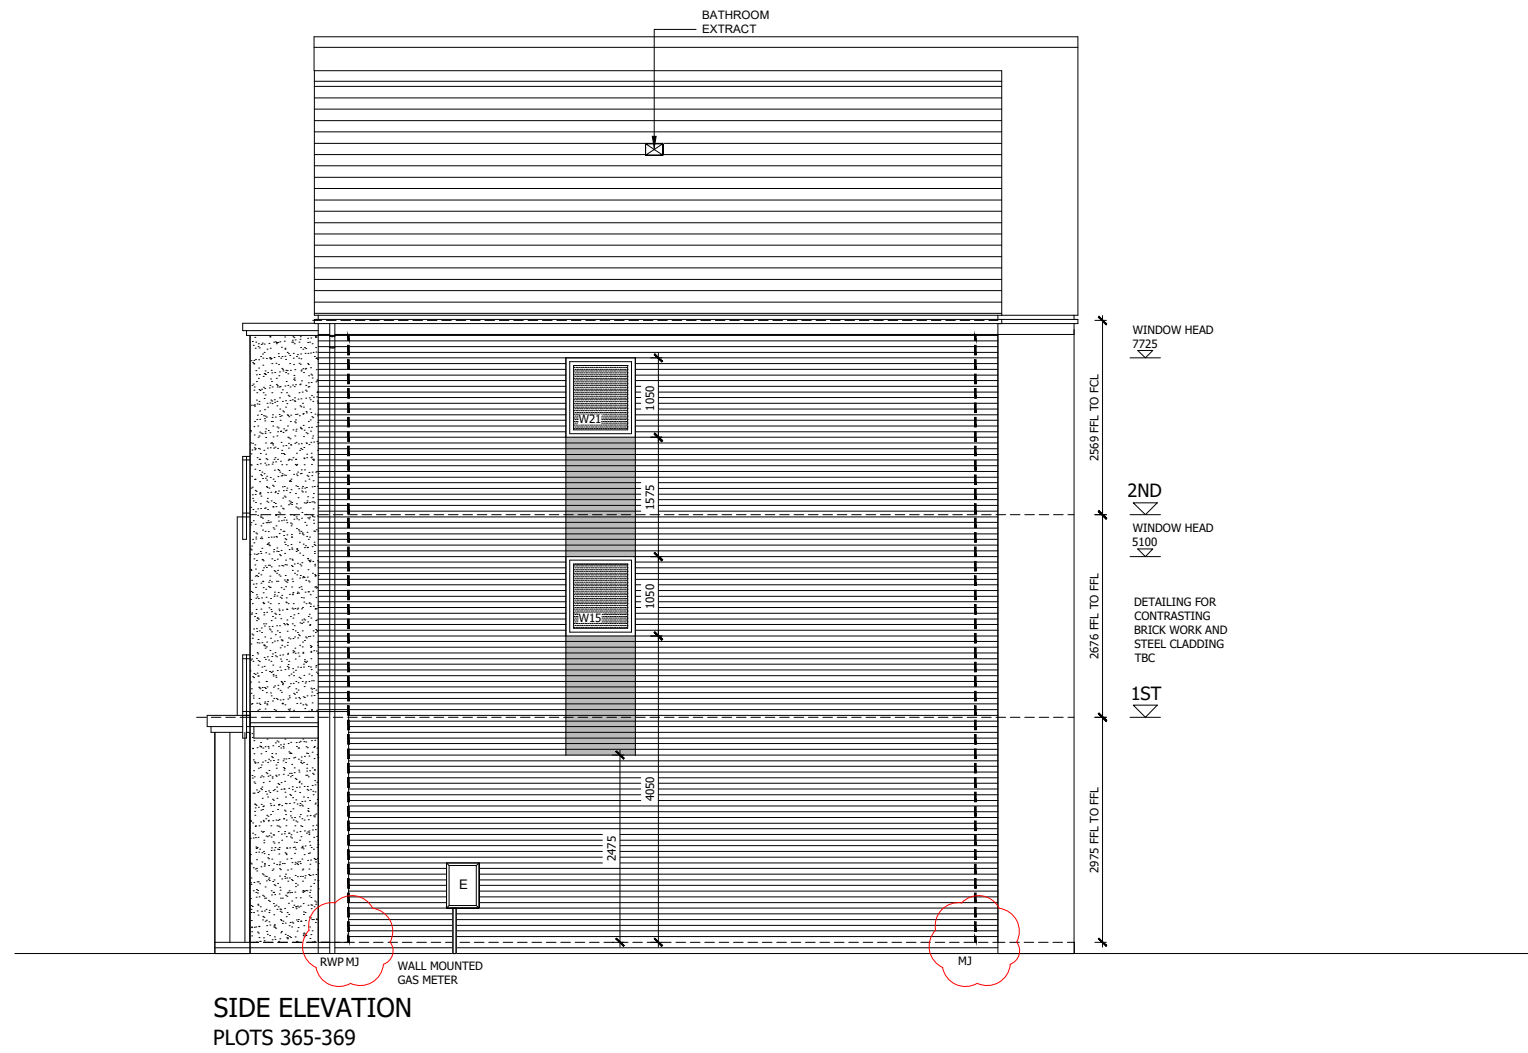 BATHROOM
EXTRACT
WINDOW HEAD
7725
1050
W21
2569 FFL TO FCL
1575
2ND
WINDOW HEAD
5100
1050
W15
2676 FFL TO FFL
DETAILING FOR
CONTRASTING
BRICK WORK AND
STEEL CLADDING
TBC
1ST
4050
2475
2975 FFL TO FFL
E
RWP MJ
WALL MOUNTED
GAS METER
MJ
SIDE ELEVATION
PLOTS 365-369